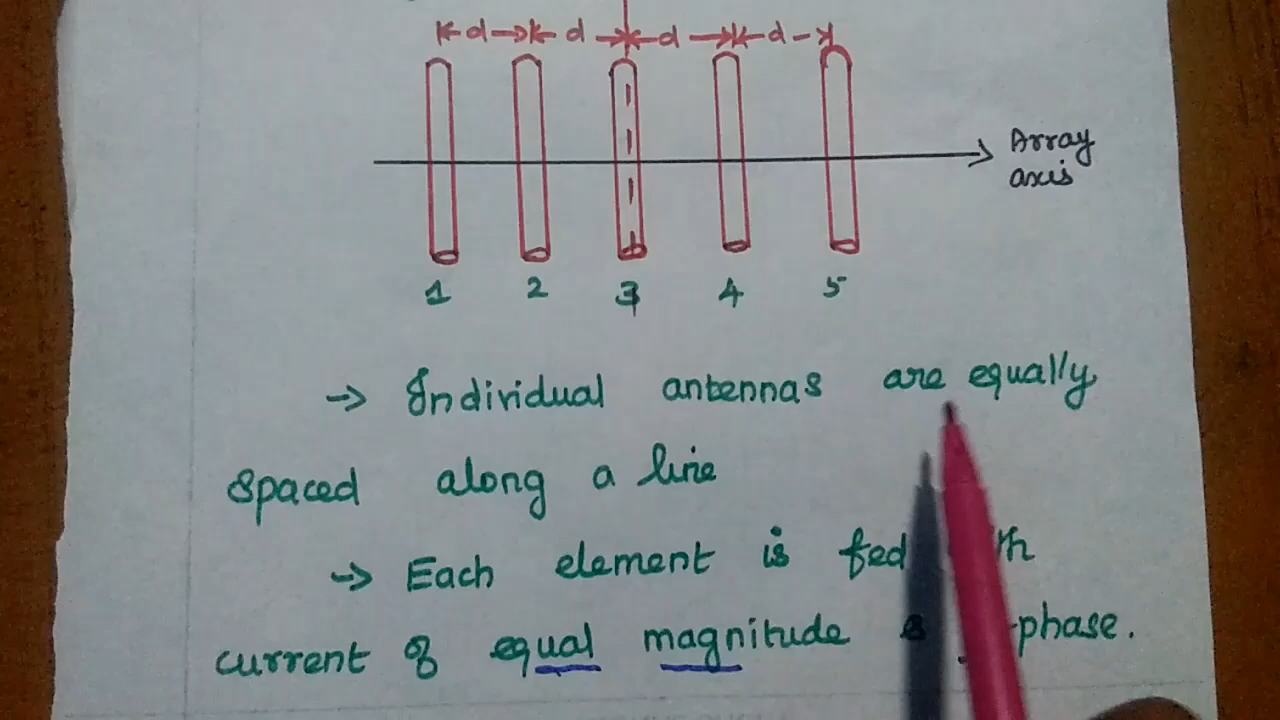 d d d d
Array
axis
1 2 3 4 5
→ Individual antennas are equally
spaced along a line
→ Each element is fed
current of equal magnitude phase.